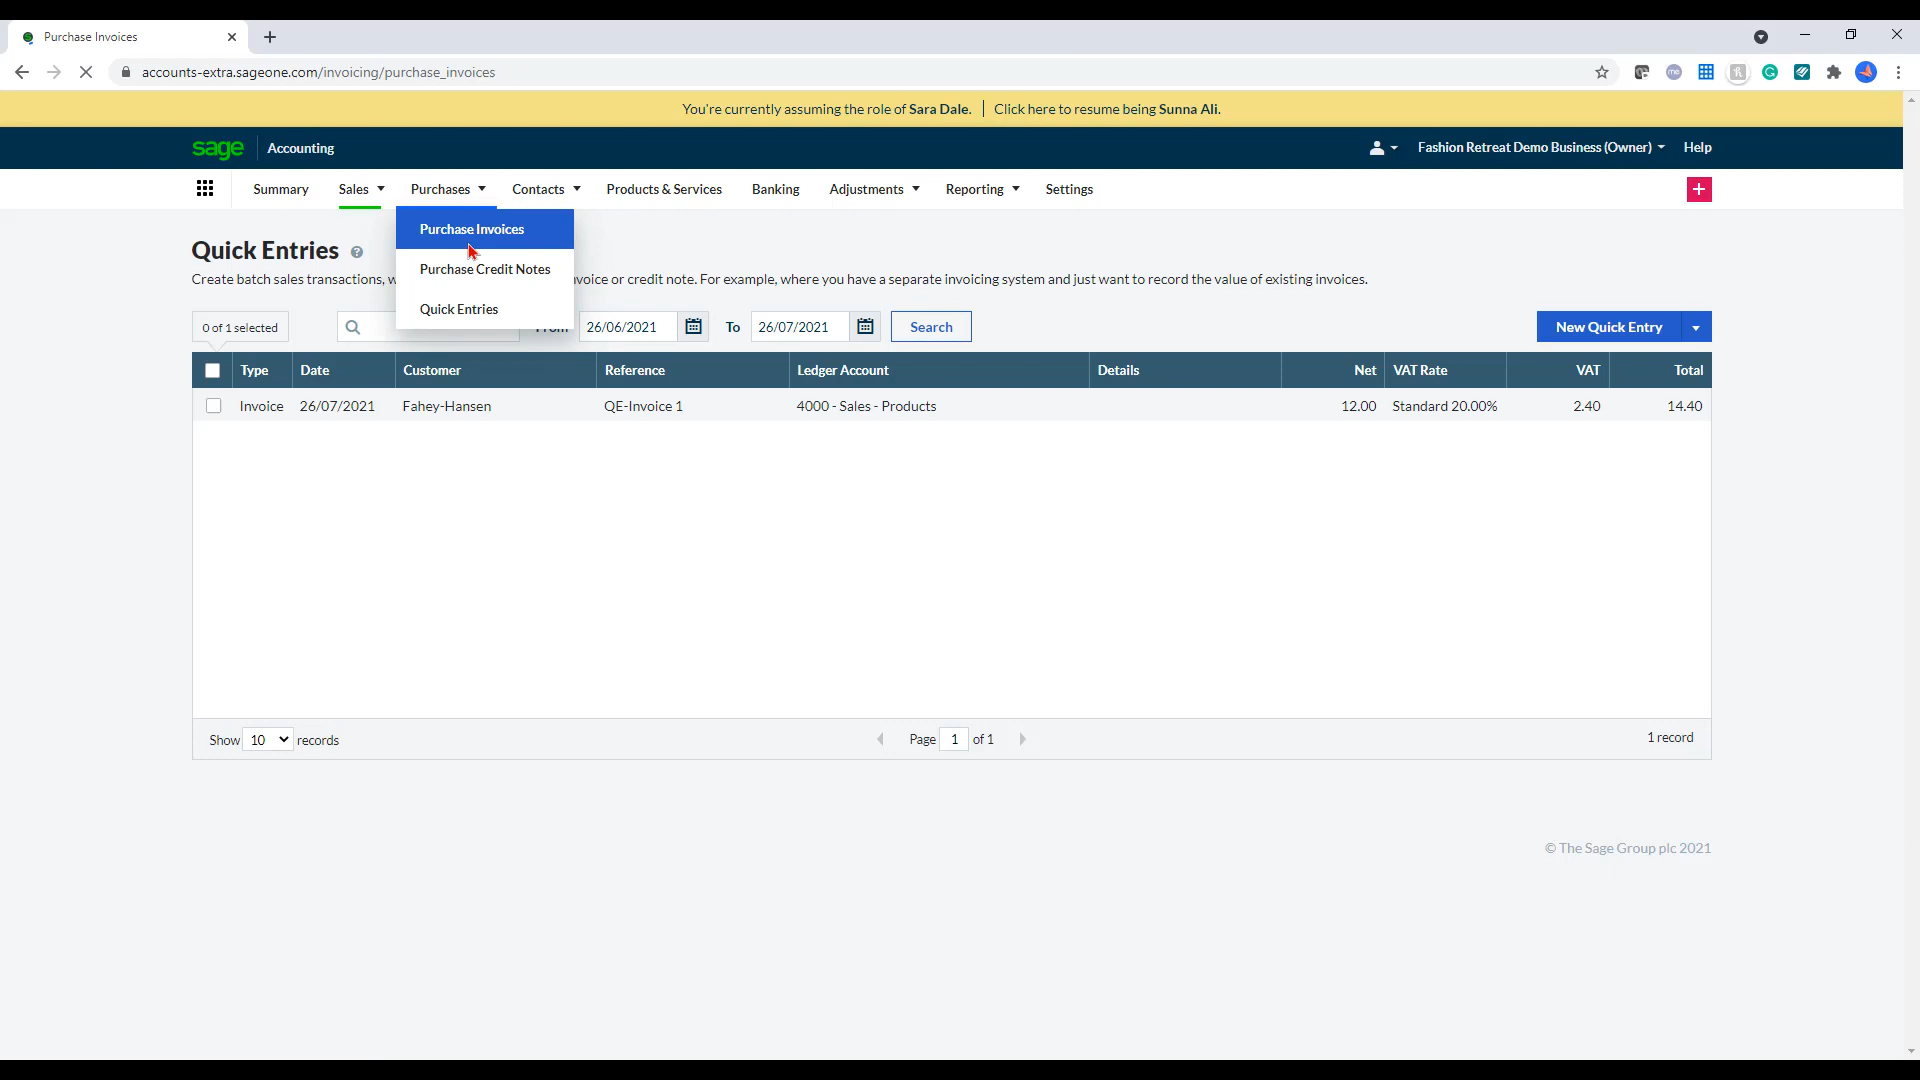 Purchase Invoices
accounts-extra.sageone.com/invoicing/purchase_invoices
You're currently assuming the role of Sara Dale. Click here to resume being Sunna Ali.
sage Accounting Fashion Retreat Demo Business (Owner) Help
Summary Sales Purchases Contacts Products & Services Banking Adjustments Reporting Settings
Purchase Invoices
Purchase Credit Notes
Quick Entries
Quick Entries
Create batch sales transactions, voice or credit note. For example, where you have a separate invoicing system and just want to record the value of existing invoices.
0 of 1 selected From 26/06/2021 To 26/07/2021 Search New Quick Entry
Type Date Customer Reference Ledger Account Details Net VAT Rate VAT Total
Invoice 26/07/2021 Fahey-Hansen QE-Invoice 1 4000 - Sales - Products 12.00 Standard 20.00% 2.40 14.40
Show 10 records Page 1 of 1 1 record
© The Sage Group plc 2021